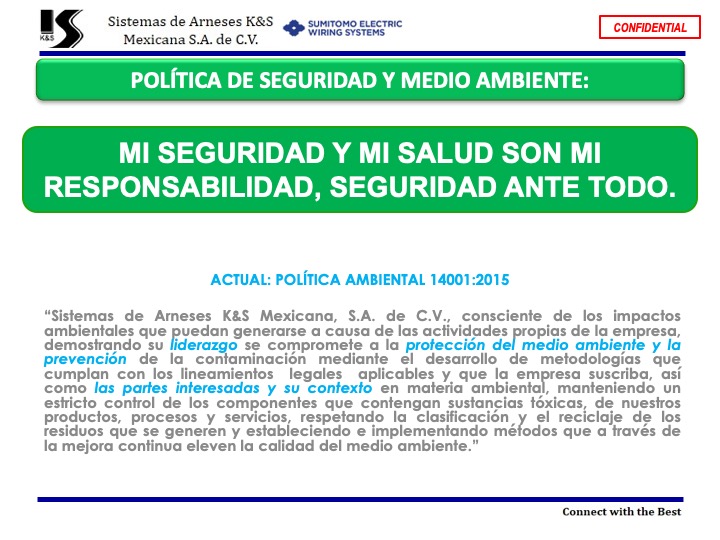 K&S
Sistemas de Arneses K&S
Mexicana S.A. de C.V.
SUMITOMO ELECTRIC
WIRING SYSTEMS
CONFIDENTIAL
POLÍTICA DE SEGURIDAD Y MEDIO AMBIENTE:
MI SEGURIDAD Y MI SALUD SON MI
RESPONSABILIDAD, SEGURIDAD ANTE TODO.
ACTUAL: POLÍTICA AMBIENTAL 14001:2015
“Sistemas de Arneses K&S Mexicana, S.A. de C.V., consciente de los impactos
ambientales que puedan generarse a causa de las actividades propias de la empresa,
demostrando su liderazgo se compromete a la protección del medio ambiente y la
prevención de la contaminación mediante el desarrollo de metodologías que
cumplan con los lineamientos legales aplicables y que la empresa suscriba, así
como las partes interesadas y su contexto en materia ambiental, manteniendo un
estricto control de los componentes que contengan sustancias tóxicas, de nuestros
productos, procesos y servicios, respetando la clasificación y el reciclaje de los
residuos que se generen y estableciendo e implementando métodos que a través de
la mejora continua eleven la calidad del medio ambiente.”
Connect with the Best